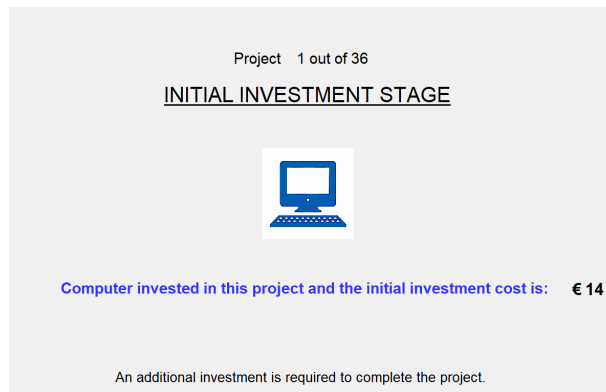 Project 1 out of 36
INITIAL INVESTMENT STAGE
Computer invested in this project and the initial investment cost is: € 14
An additional investment is required to complete the project.